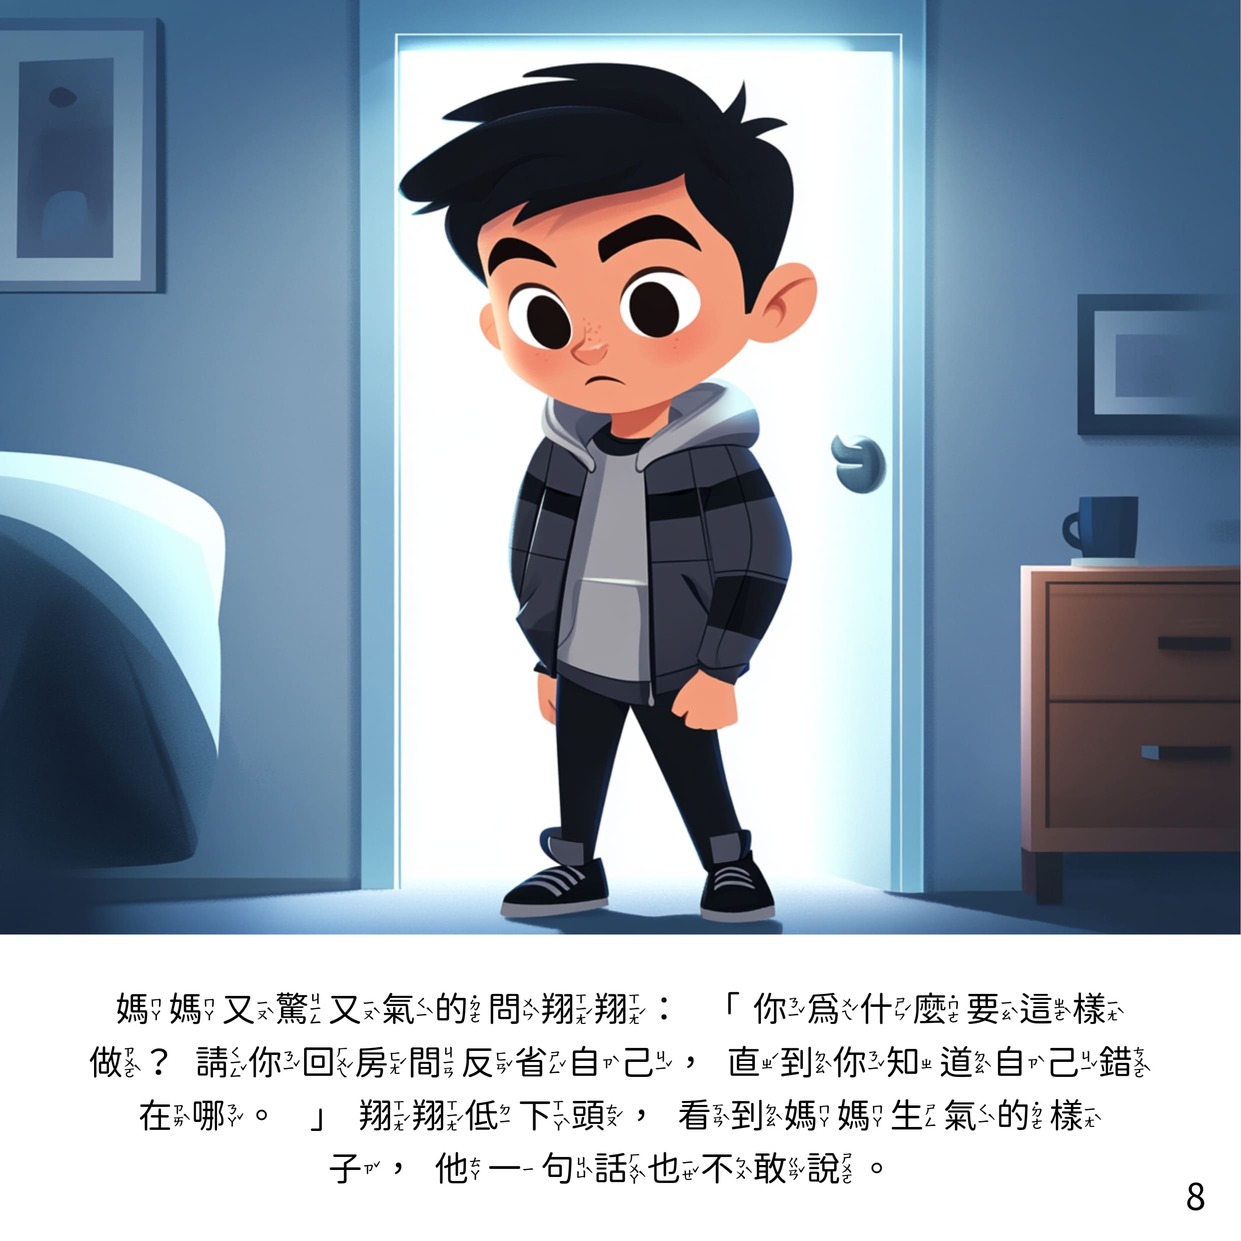 媽媽又驚又氣的問翔翔： 「你為什麼要這樣
做？ 請你回房間反省自己， 直到你知道自己錯
在哪。 」 翔翔低下頭， 看到媽媽生氣的樣
子， 他一句話也不敢說。
8